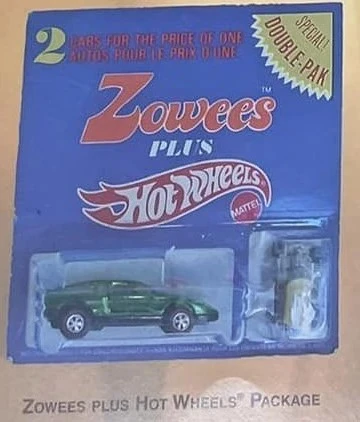 2 CARS FOR THE PRICE OF ONE
AUTOS POUR LE PRIX D'UNE
SPECIAL!
DOUBLE-PAK
Zowees™
PLUS
HOT WHEELS®
MATTEL
ZOWEES PLUS HOT WHEELS® PACKAGE